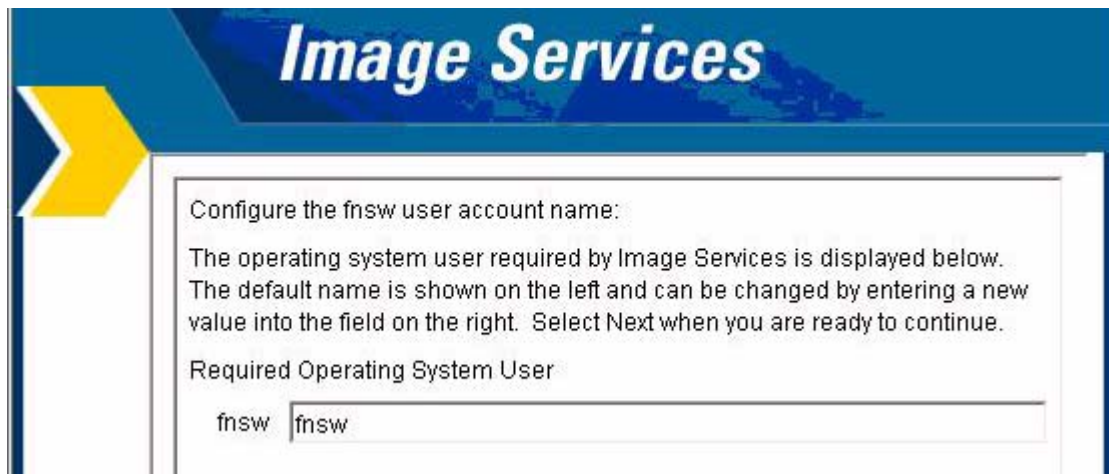 Image Services
Configure the fnsw user account name:
The operating system user required by Image Services is displayed below.
The default name is shown on the left and can be changed by entering a new
value into the field on the right.  Select Next when you are ready to continue.
Required Operating System User
fnsw fnsw